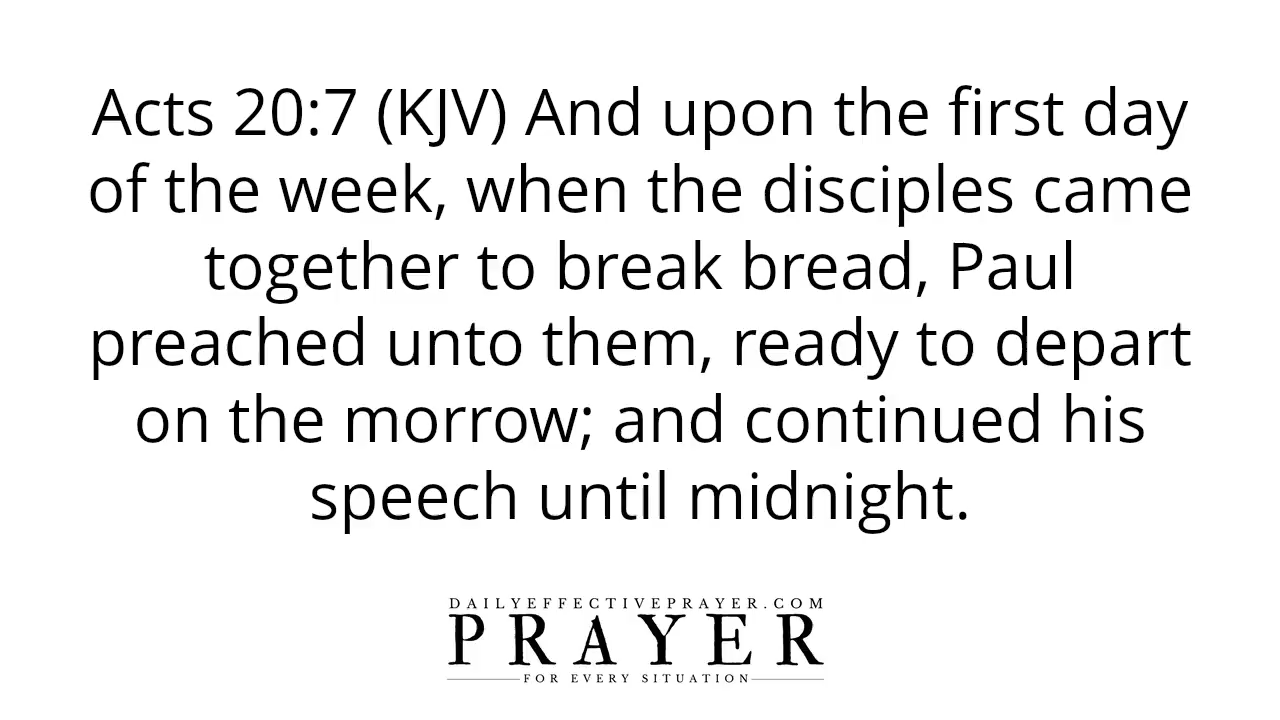 Acts 20:7 (KJV) And upon the first day
of the week, when the disciples came
together to break bread, Paul
preached unto them, ready to depart
on the morrow; and continued his
speech until midnight.
DAILYEFFECTIVEPRAYER.COM
PRAYER
FOR EVERY SITUATION